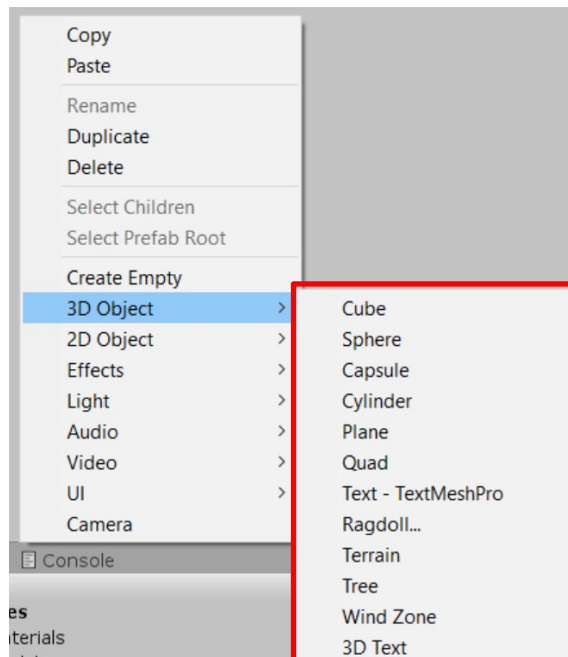 Copy
Paste
Rename
Duplicate
Delete
Select Children
Select Prefab Root
Create Empty
3D Object
2D Object
Effects
Light
Audio
Video
UI
Camera
Cube
Sphere
Capsule
Cylinder
Plane
Quad
Text - TextMeshPro
Ragdoll...
Terrain
Tree
Wind Zone
3D Text
Console
es
terials